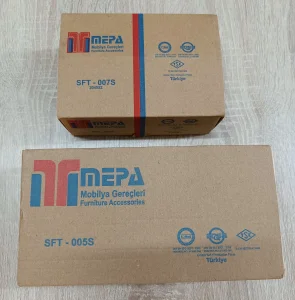 MEPA
Mobilya Gereçleri
Furniture Accessories
SFT - 007S
Türkiye
MEPA
Mobilya Gereçleri
Furniture Accessories
SFT - 005S
Türkiye